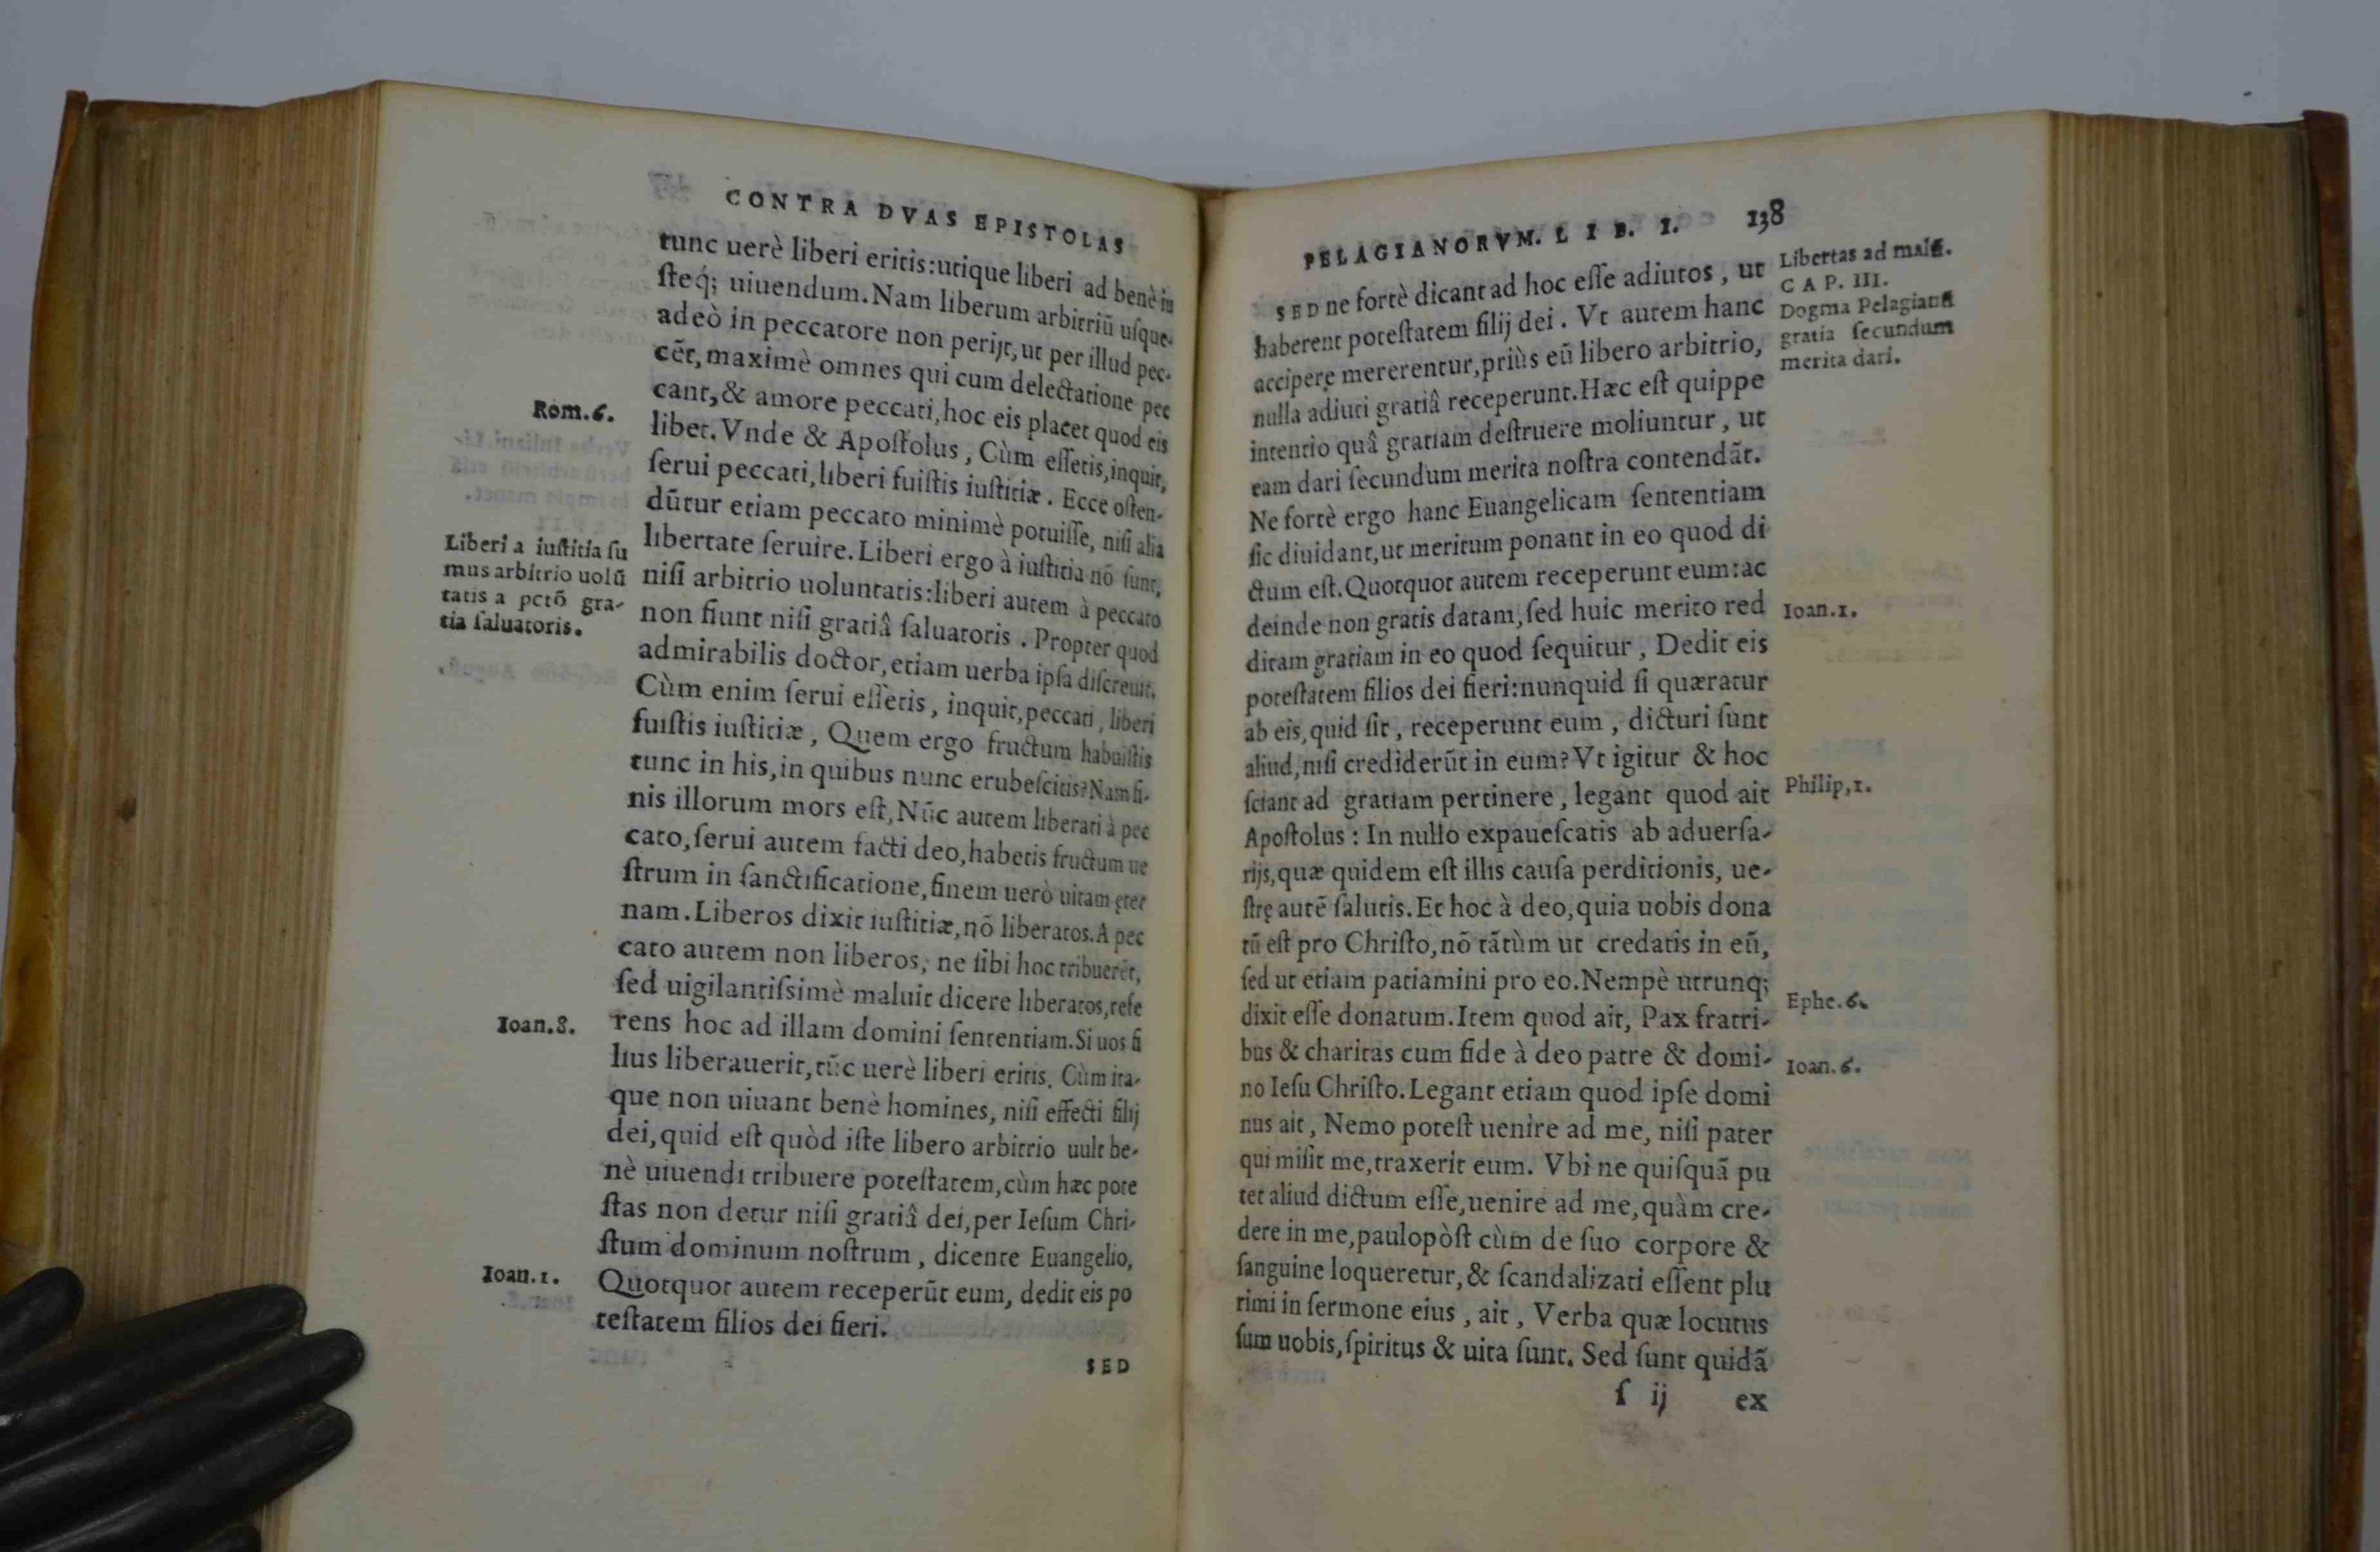 CONTRA DVAS EPISTOLAS
tunc uerè liberi eritis:utique liberi ad benè iu
ſteq́; uiuendum.Nam liberum arbitriū uſque-
adeò in peccatore non perijt,ut per illud pec-
cēt,maximè omnes qui cum delectatione pec
cant,& amore peccati,hoc eis placet quod eis
Rom.6.
libet.Vnde & Apoſtolus, Cùm eſſetis,inquit,
ſerui peccati,liberi fuiſtis iuſtitiæ. Ecce oſten-
dūtur etiam peccato minimè potuiſſe, niſi alia
libertate ſeruire.Liberi ergo à iuſtitia nō ſunt,
Liberi a iuſtitia ſu
mus arbitrio uolū
tatis a pctō gra-
tia ſaluatoris.
niſi arbitrio uoluntatis:liberi autem à peccato
non fiunt niſi gratiâ ſaluatoris. Propter quod
admirabilis doctor,etiam uerba ipſa diſcreuit.
Cùm enim ſerui eſſetis, inquit,peccati, liberi
fuiſtis iuſtitiæ, Quem ergo fructum habuiſtis
tunc in his,in quibus nunc erubeſcitis?Nam fi-
nis illorum mors eſt,Nūc autem liberati à pec
cato,ſerui autem facti deo,habetis fructum ue
ſtrum in ſanctificatione,finem uerò uitam ęter
nam.Liberos dixit iuſtitiæ,nō liberatos.A pec
cato autem non liberos, ne ſibi hoc tribuerēt,
ſed uigilantiſsimè maluit dicere liberatos,refe
Ioan.8.
rens hoc ad illam domini ſententiam.Si uos fi
lius liberauerit,tūc uerè liberi eritis. Cùm ita-
que non uiuant benè homines, niſi effecti filij
dei,quid eſt quòd iſte libero arbitrio uult be-
nè uiuendi tribuere poteſtatem,cùm hæc pote
ſtas non detur niſi gratiâ dei,per Ieſum Chri-
ſtum dominum noſtrum, dicente Euangelio,
Ioan.1.
Quotquot autem receperūt eum, dedit eis po
teſtatem filios dei fieri.
SED
PELAGIANORVM. LIB. I. 138
SED ne fortè dicant ad hoc eſſe adiutos, ut
haberent poteſtatem filij dei. Vt autem hanc
accipere mererentur,priùs eū libero arbitrio,
nulla adiuti gratiâ receperunt.Hæc eſt quippe
intentio quâ gratiam deſtruere moliuntur, ut
eam dari ſecundum merita noſtra contendāt.
Libertas ad malū.
CAP. III.
Dogma Pelagianū
gratia ſecundum
merita dari.
Ne fortè ergo hanc Euangelicam ſententiam
ſic diuidant,ut meritum ponant in eo quod di
ctum eſt.Quotquot autem receperunt eum:ac
deinde non gratis datam,ſed huic merito red
Ioan.1.
ditam gratiam in eo quod ſequitur, Dedit eis
poteſtatem filios dei fieri:nunquid ſi quæratur
ab eis,quid ſit, receperunt eum, dicturi ſunt
aliud,niſi crediderūt in eum?Vt igitur & hoc
ſciant ad gratiam pertinere, legant quod ait
Philip,1.
Apoſtolus: In nullo expaueſcatis ab aduerſa-
rijs,quæ quidem eſt illis cauſa perditionis, ue-
ſtrę autē ſalutis.Et hoc à deo,quia uobis dona
tū eſt pro Chriſto,nō tātùm ut credatis in eū,
ſed ut etiam patiamini pro eo.Nempè utrunq;
Ephe.6.
dixit eſſe donatum.Item quod ait, Pax fratri-
bus & charitas cum fide à deo patre & domi-
Ioan.6.
no Ieſu Chriſto.Legant etiam quod ipſe domi
nus ait, Nemo poteſt uenire ad me, niſi pater
qui miſit me,traxerit eum. Vbi ne quiſquā pu
tet aliud dictum eſſe,uenire ad me,quàm cre-
dere in me,paulopòſt cùm de ſuo corpore &
ſanguine loqueretur,& ſcandalizati eſſent plu
rimi in ſermone eius, ait, Verba quæ locutus
ſum uobis,ſpiritus & uita ſunt. Sed ſunt quidā
ſ ij ex